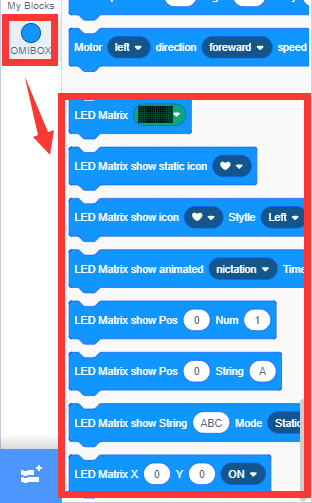 My Blocks
OMIBOX
Motor left direction forward speed
LED Matrix
LED Matrix show static icon
LED Matrix show icon Stytle Left
LED Matrix show animated nictation Time
LED Matrix show Pos 0 Num 1
LED Matrix show Pos 0 String A
LED Matrix show String ABC Mode Static
LED Matrix X 0 Y 0 ON